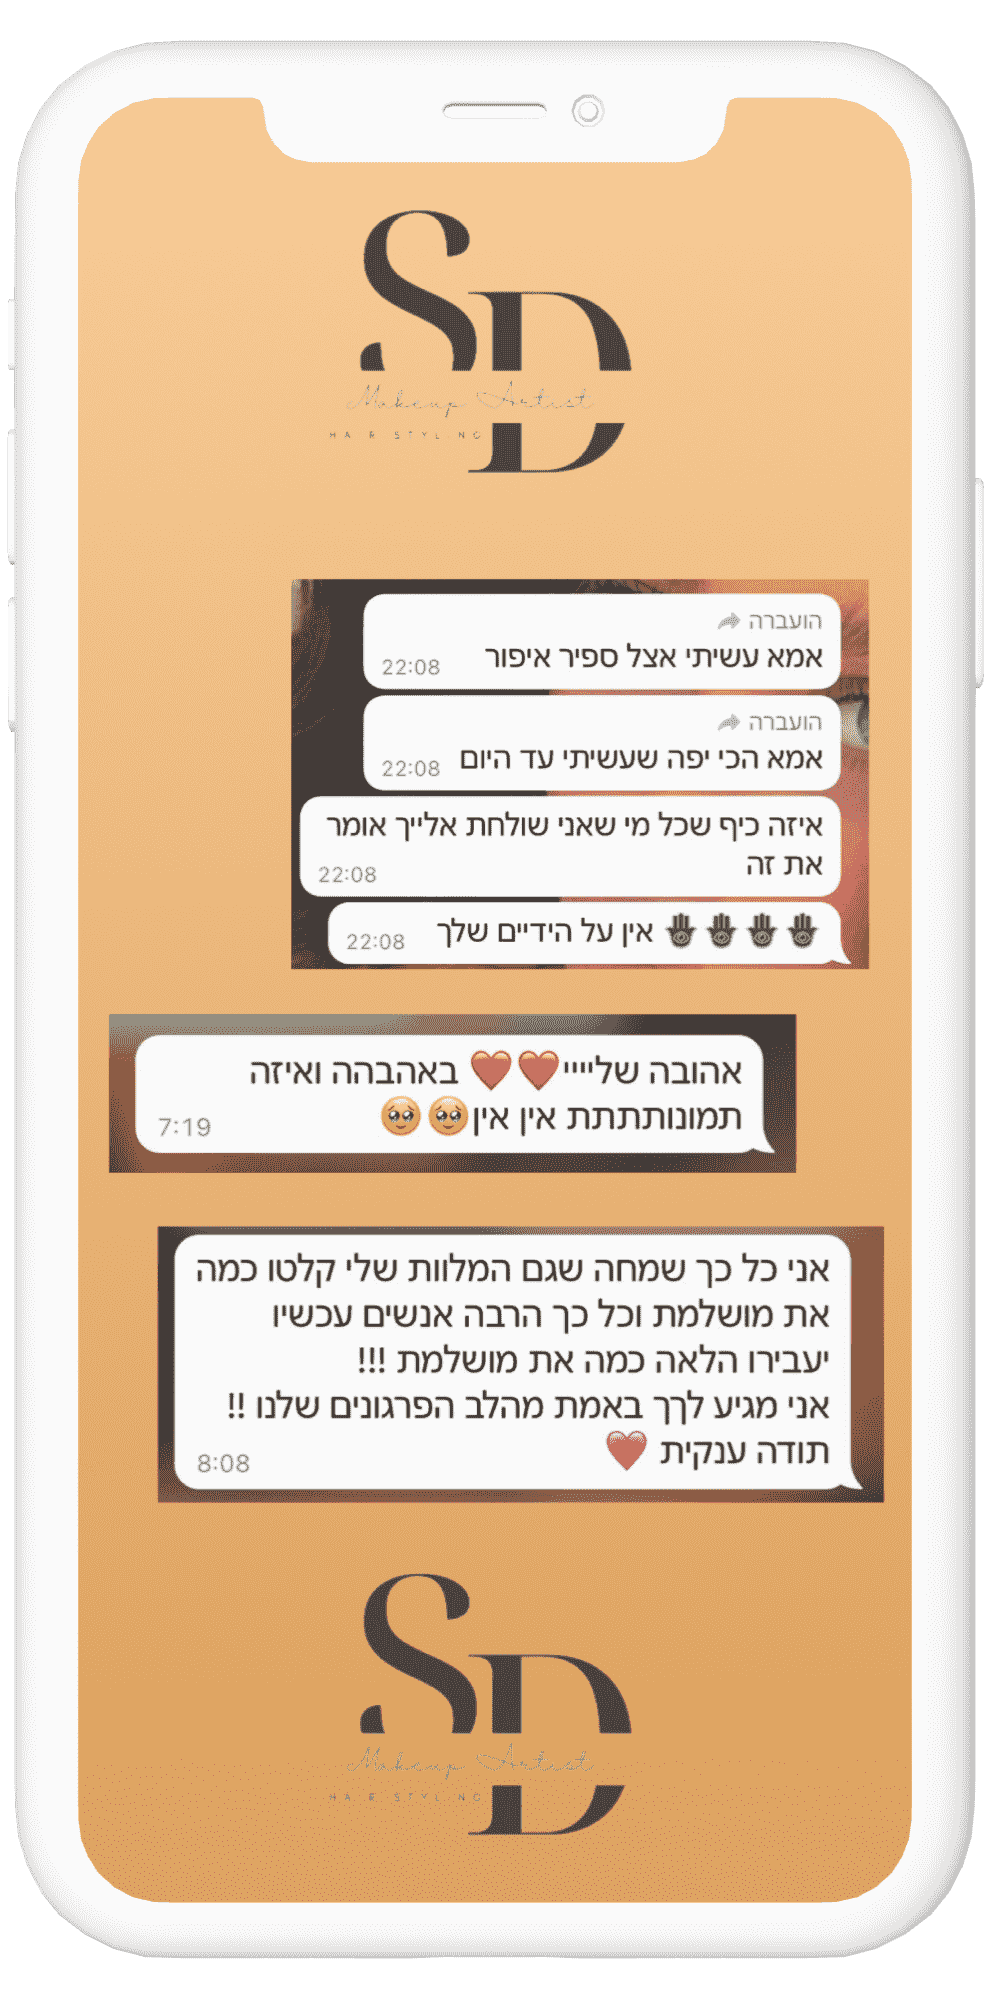 SD
Makeup Artist
HAIR STYLING
הועברה
אמא עשיתי אצל ספיר איפור
22:08
הועברה
אמא הכי יפה שעשיתי עד היום
22:08
איזה כיף שכל מי שאני שולחת אלייך אומר
את זה
22:08
🪬🪬🪬🪬 אין על הידיים שלך
22:08
אהובה שלייייי❤️❤️ באהבהה ואיזה
תמונותתתתת אין אין🥹🥹
7:19
אני כל כך שמחה שגם המלוות שלי קלטו כמה
את מושלמת וכל כך הרבה אנשים עכשיו
יעבירו הלאה כמה את מושלמת !!!
אני מגיע לךך באמת מהלב הפרגונים שלנו !!
תודה ענקית ❤️
8:08
SD
Makeup Artist
HAIR STYLING